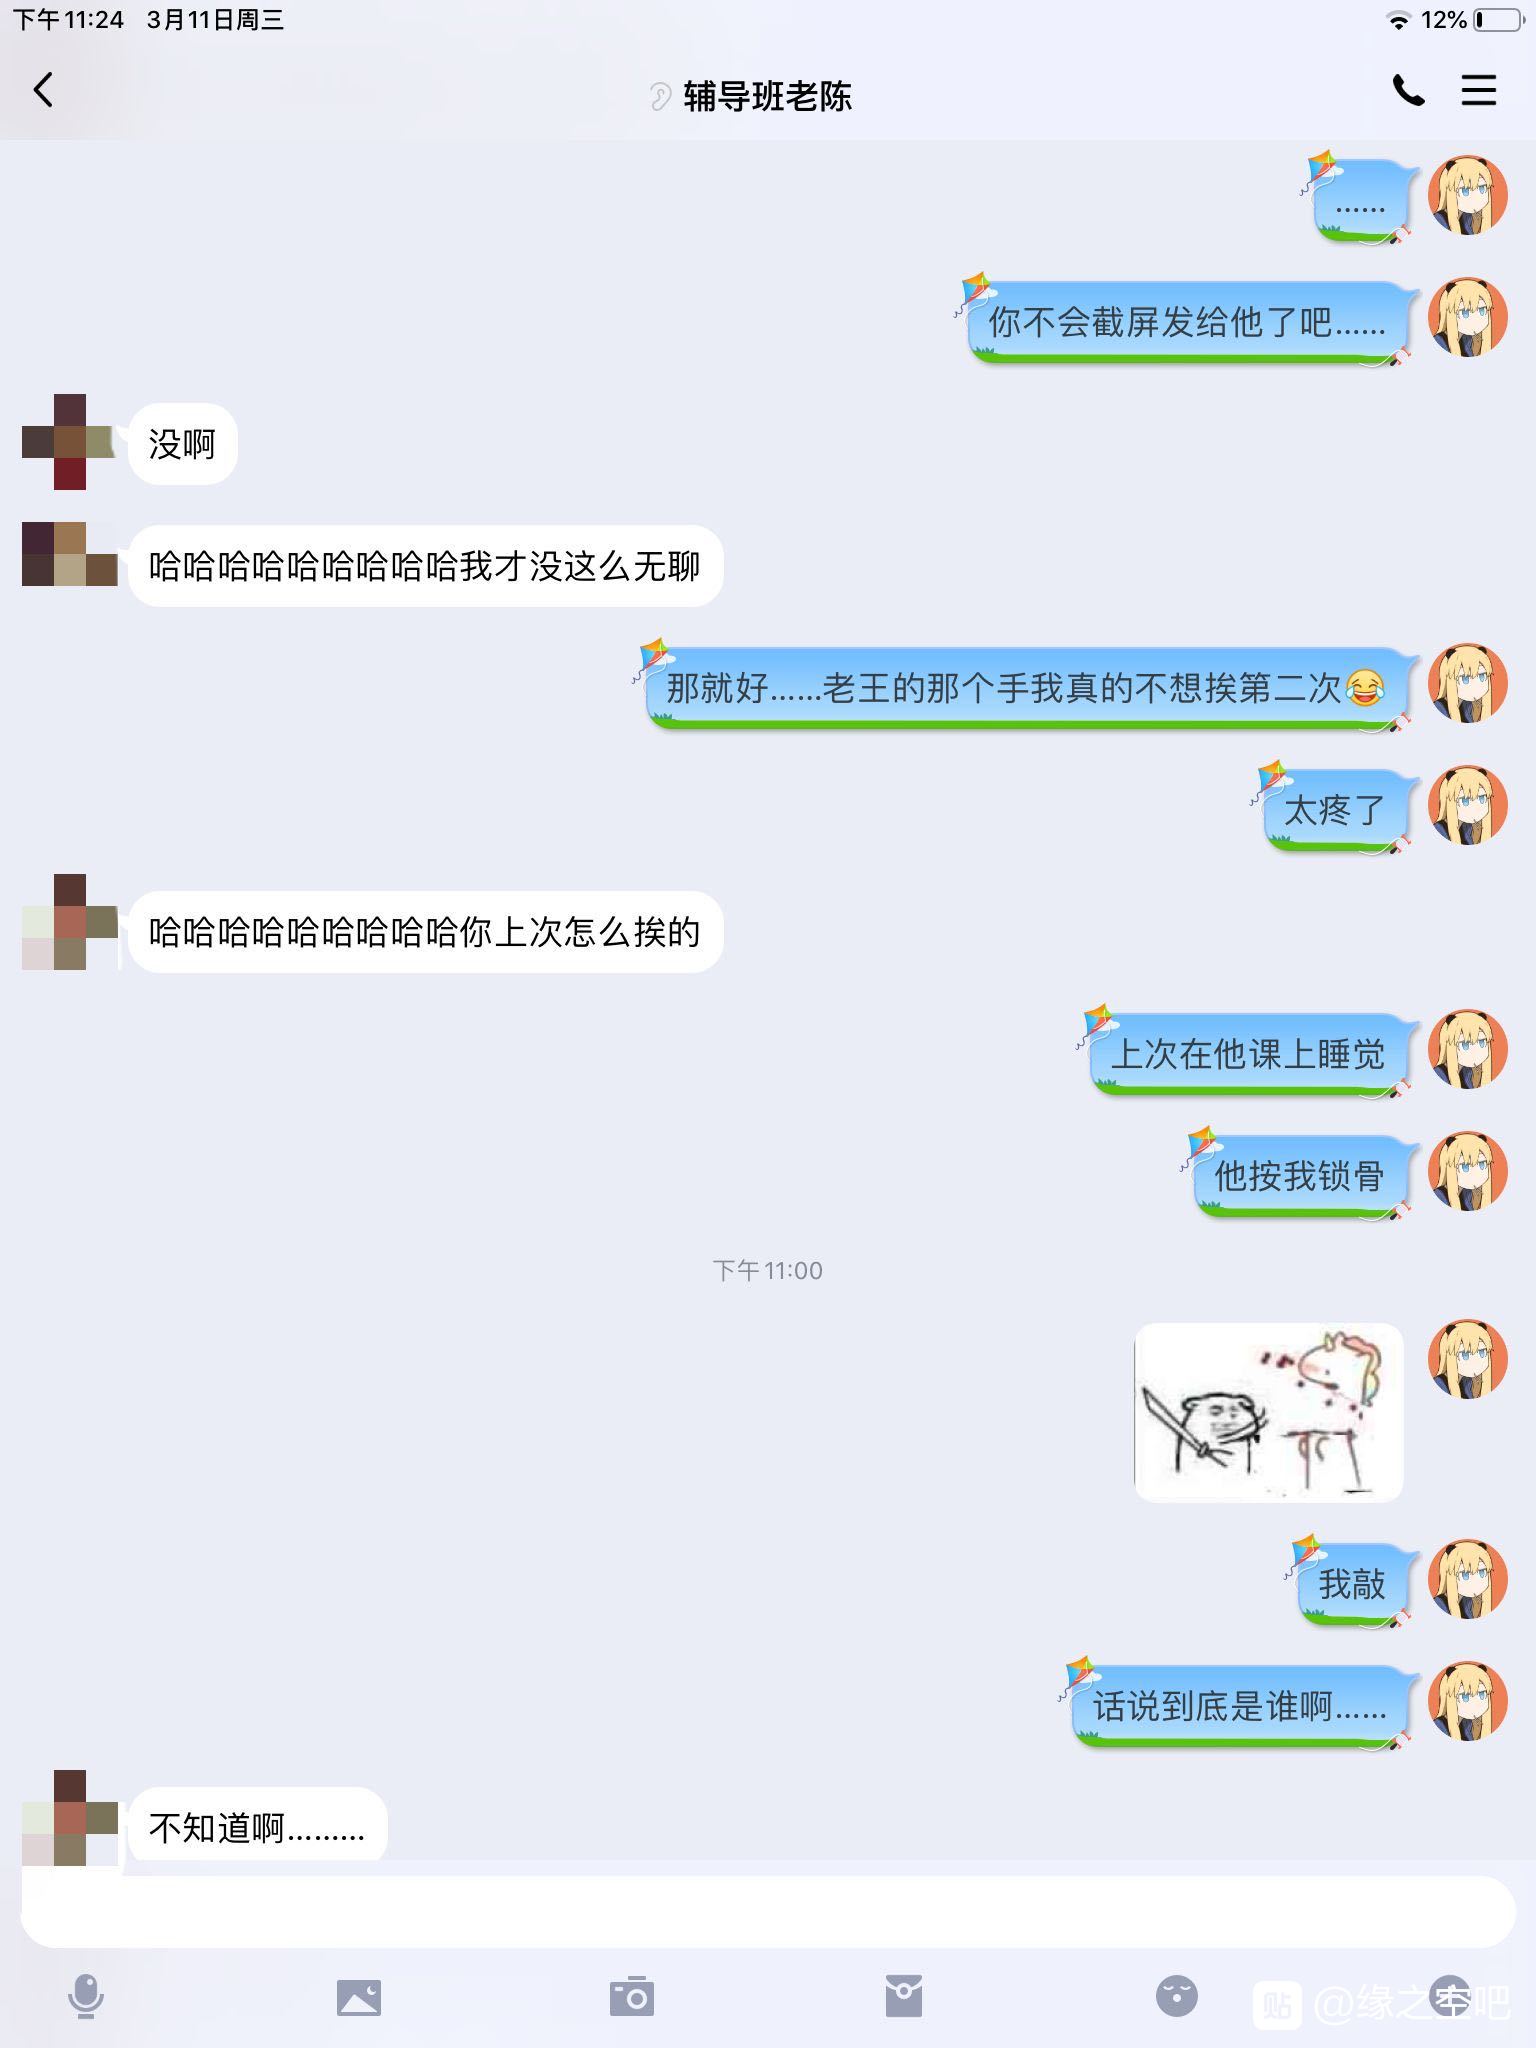 下午11:24 3月11日周三
12%
辅导班老陈
……
你不会截屏发给他了吧……
没啊
哈哈哈哈哈哈哈哈哈我才没这么无聊
那就好……老王的那个手我真的不想挨第二次😂
太疼了
哈哈哈哈哈哈哈哈哈你上次怎么挨的
上次在他课上睡觉
他按我锁骨
下午11:00
我敲
话说到底是谁啊……
不知道啊………
贴 @缘之空吧